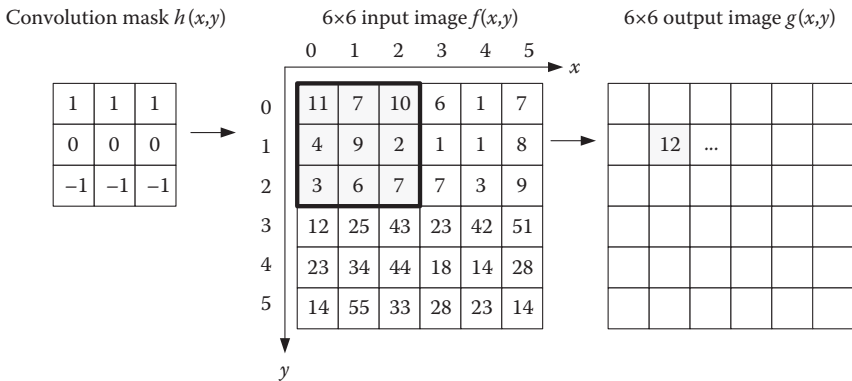 Convolution mask h(x,y)
6×6 input image f(x,y)
6×6 output image g(x,y)
0 1 2 3 4 5
x
1 1 1
0 0 0
−1 −1 −1
0 11 7 10 6 1 7
1 4 9 2 1 1 8
2 3 6 7 7 3 9
3 12 25 43 23 42 51
4 23 34 44 18 14 28
5 14 55 33 28 23 14
y
12 ...